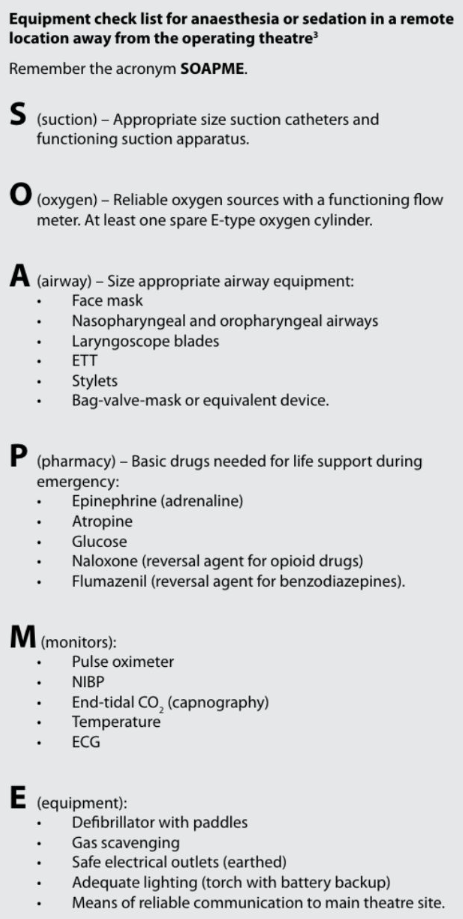 Equipment check list for anaesthesia or sedation in a remote
location away from the operating theatre³
Remember the acronym SOAPME.
S (suction) – Appropriate size suction catheters and
functioning suction apparatus.
O (oxygen) – Reliable oxygen sources with a functioning flow
meter. At least one spare E-type oxygen cylinder.
A (airway) – Size appropriate airway equipment:
• Face mask
• Nasopharyngeal and oropharyngeal airways
• Laryngoscope blades
• ETT
• Stylets
• Bag-valve-mask or equivalent device.
P (pharmacy) – Basic drugs needed for life support during
emergency:
• Epinephrine (adrenaline)
• Atropine
• Glucose
• Naloxone (reversal agent for opioid drugs)
• Flumazenil (reversal agent for benzodiazepines).
M (monitors):
• Pulse oximeter
• NIBP
• End-tidal CO₂ (capnography)
• Temperature
• ECG
E (equipment):
• Defibrillator with paddles
• Gas scavenging
• Safe electrical outlets (earthed)
• Adequate lighting (torch with battery backup)
• Means of reliable communication to main theatre site.